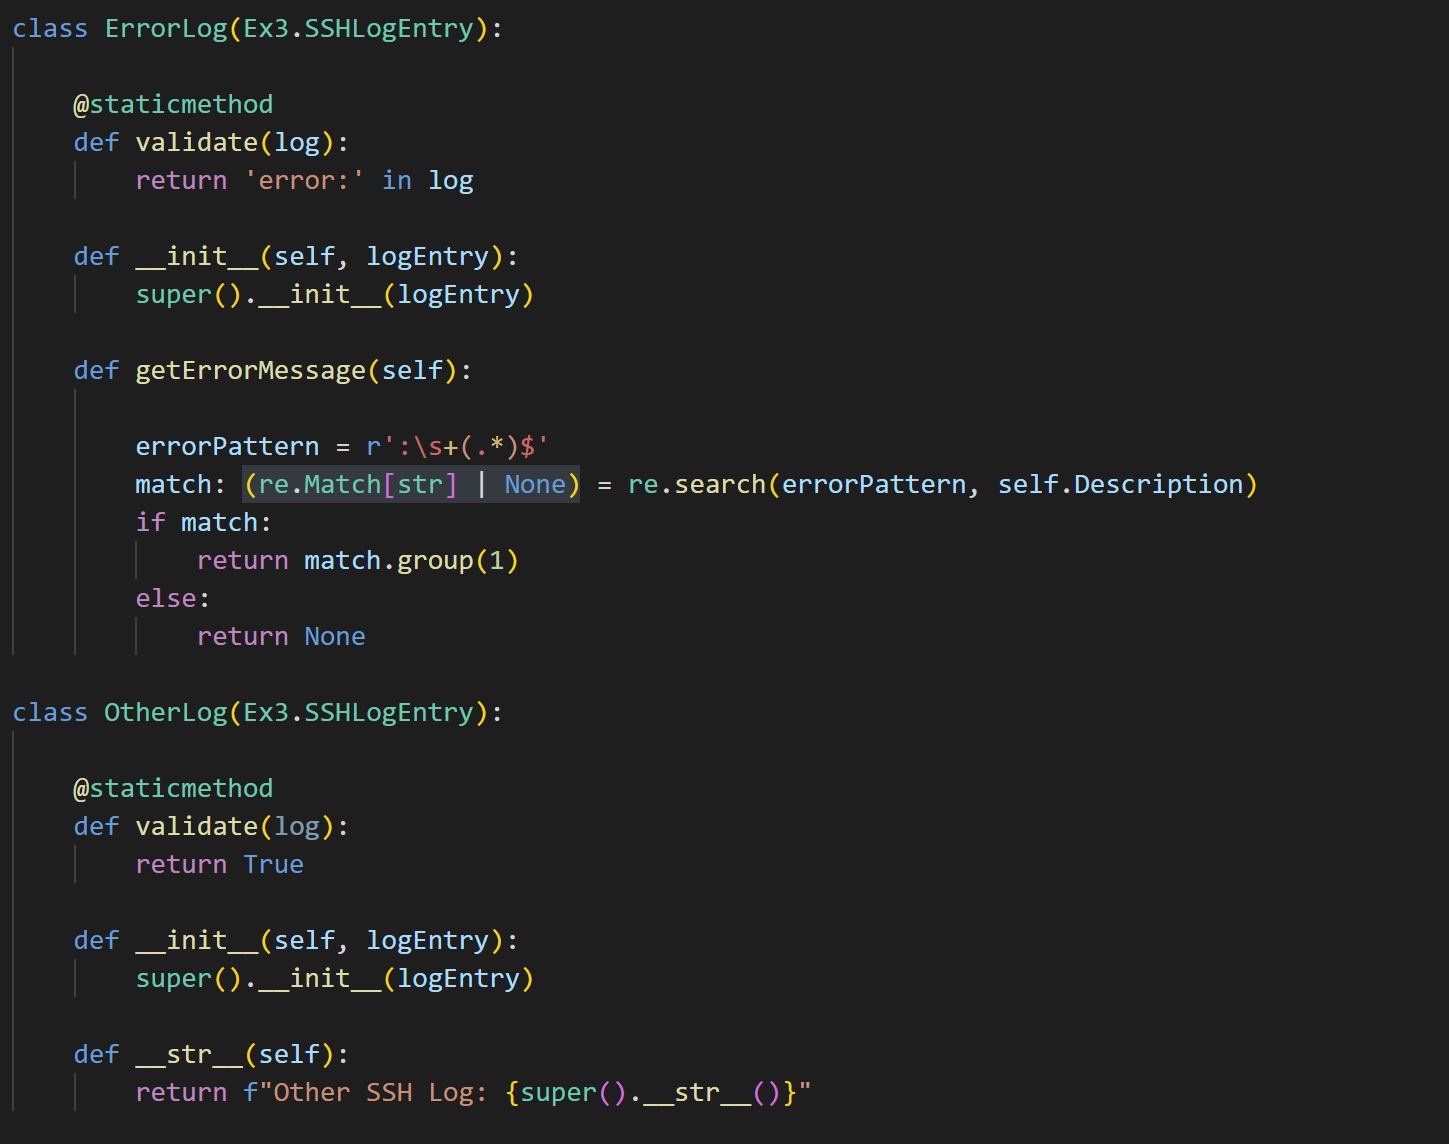 class ErrorLog(Ex3.SSHLogEntry):
@staticmethod
def validate(log):
return 'error:' in log
def __init__(self, logEntry):
super().__init__(logEntry)
def getErrorMessage(self):
errorPattern = r':\s+(.*)$'
match: (re.Match[str] | None) = re.search(errorPattern, self.Description)
if match:
return match.group(1)
else:
return None
class OtherLog(Ex3.SSHLogEntry):
@staticmethod
def validate(log):
return True
def __init__(self, logEntry):
super().__init__(logEntry)
def __str__(self):
return f"Other SSH Log: {super().__str__()}"